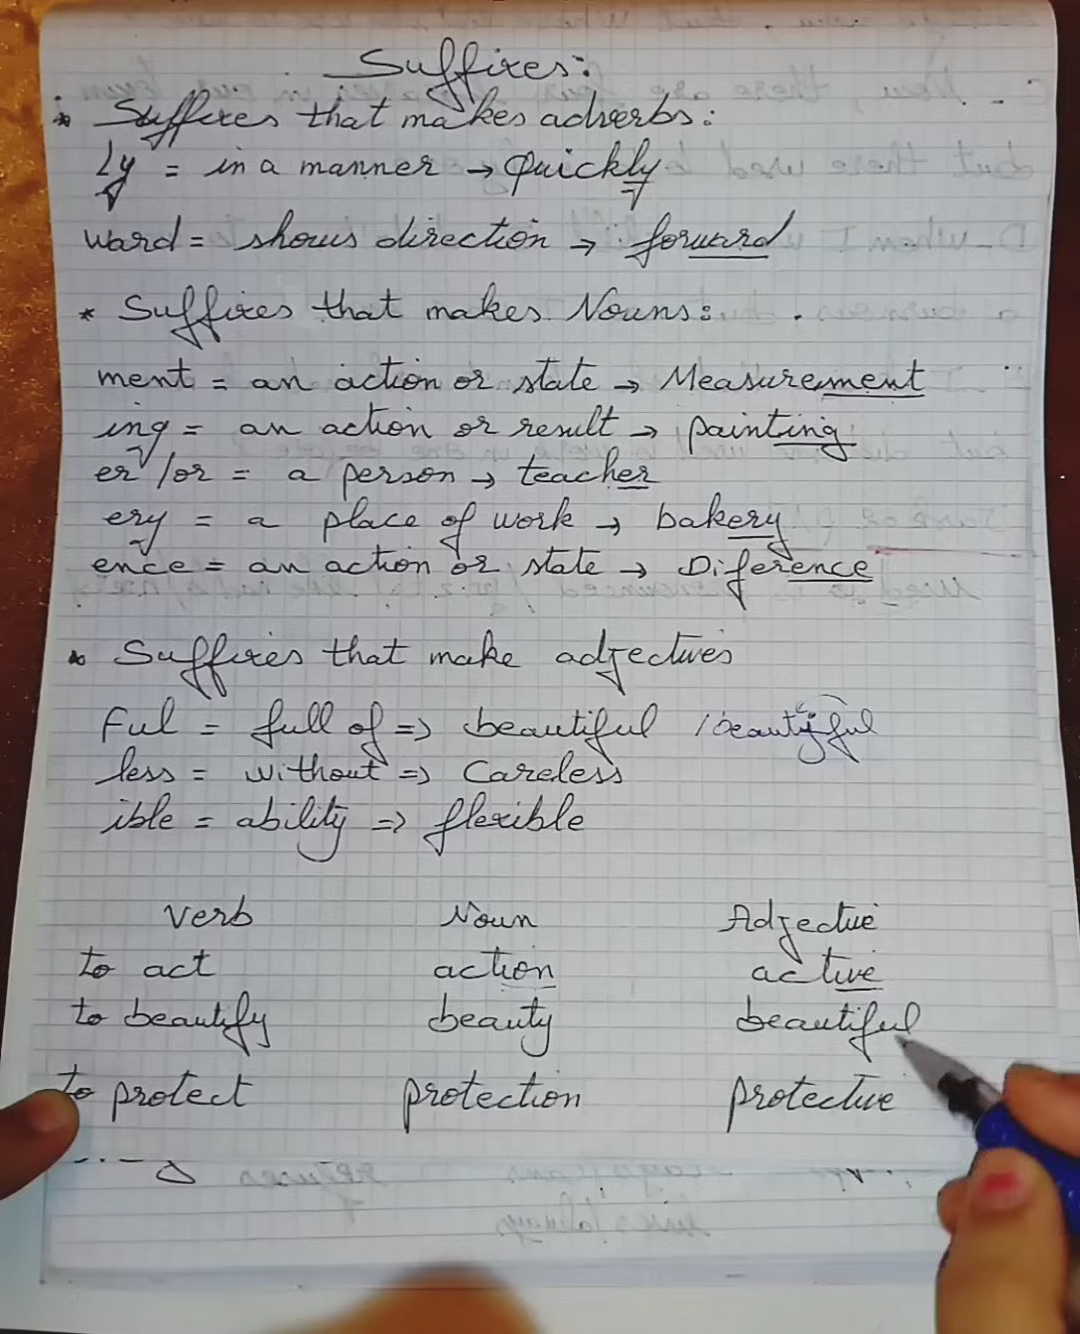 Suffixes:
* Suffixes that makes adverbs:
ly = in a manner → Quickly
ward = shows direction → forward
* Suffixes that makes Nouns:
ment = an action or state → Measurement
ing = an action or result → painting
er/or = a person → teacher
ery = a place of work → bakery
ence = an action or state → Difference
* Suffixes that make adjectives
Ful = full of => beautiful / beautyful
less = without => Careless
ible = ability => flexible
Verb Noun Adjective
to act action active
to beautify beauty beautiful
to protect protection protective